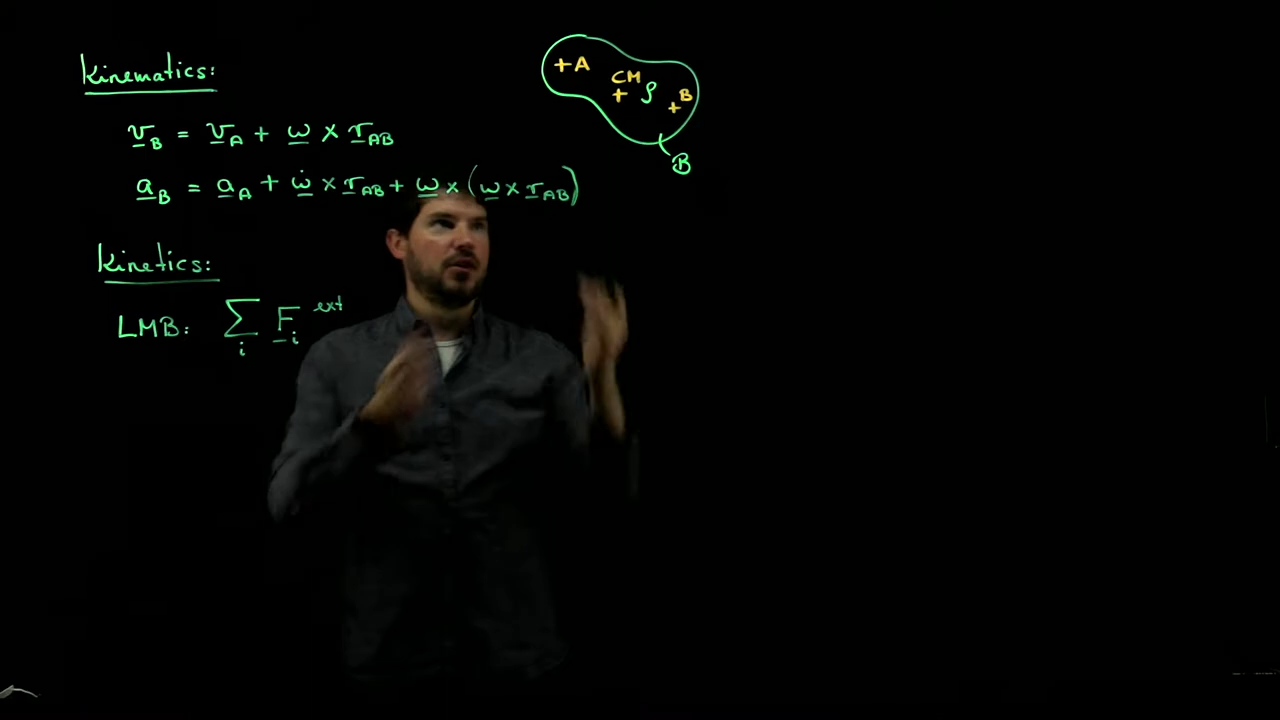 Kinematics:
v_B = v_A + ω × r_AB
a_B = a_A + ω̇ × r_AB + ω × (ω × r_AB)
Kinetics:
LMB: Σ_i F_i^ext
+A
CM
+ ρ
+B
B